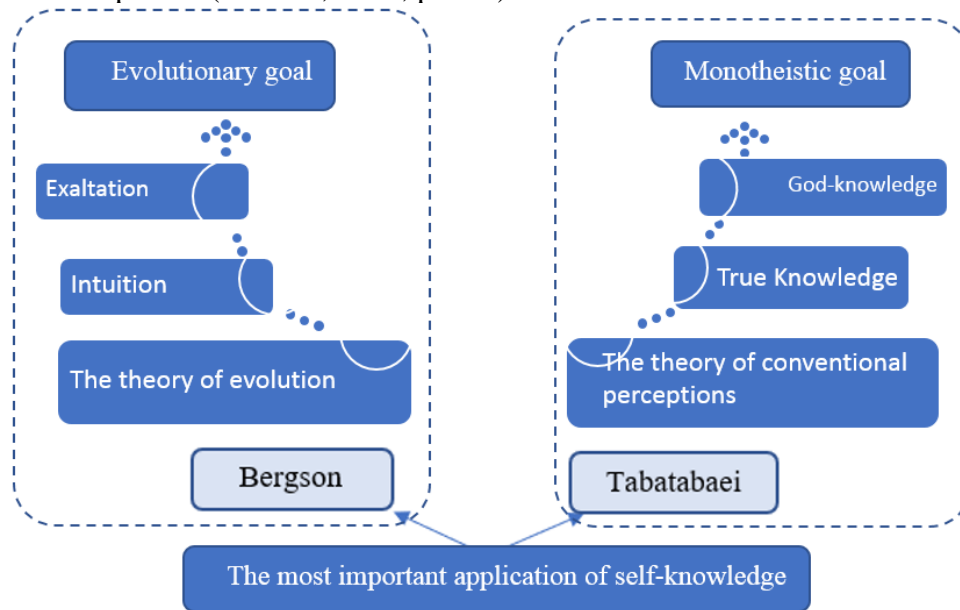 Evolutionary goal
Exaltation
Intuition
The theory of evolution
Bergson
Monotheistic goal
God-knowledge
True Knowledge
The theory of conventional
perceptions
Tabatabaei
The most important application of self-knowledge